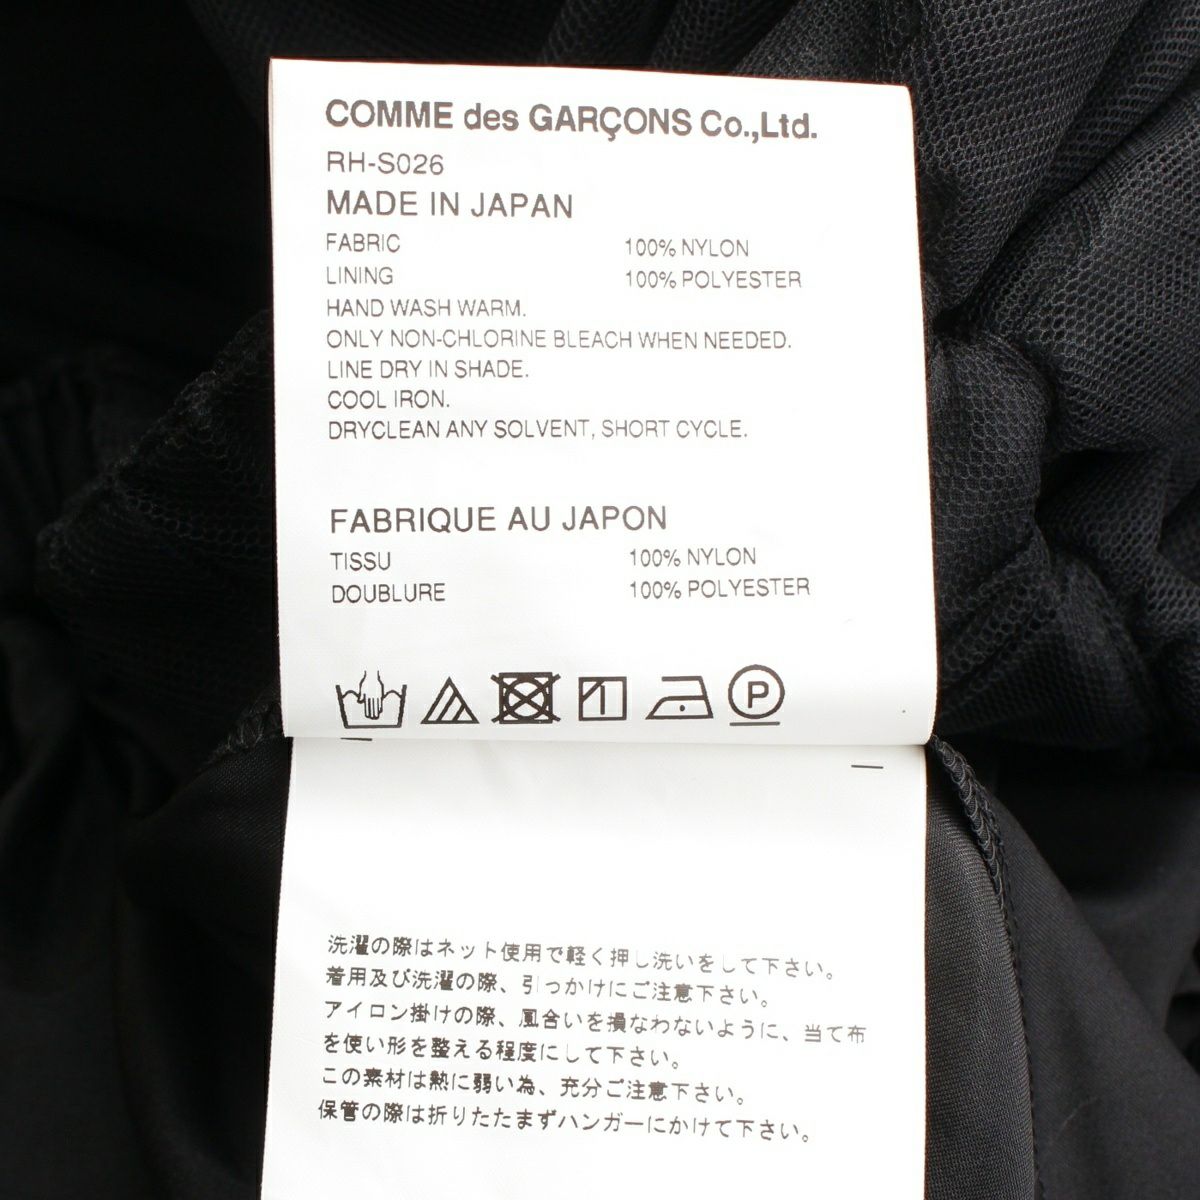 COMME des GARÇONS Co.,Ltd.
RH-S026
MADE IN JAPAN
FABRIC 100% NYLON
LINING 100% POLYESTER
HAND WASH WARM.
ONLY NON-CHLORINE BLEACH WHEN NEEDED.
LINE DRY IN SHADE.
COOL IRON.
DRYCLEAN ANY SOLVENT, SHORT CYCLE.
FABRIQUE AU JAPON
TISSU 100% NYLON
DOUBLURE 100% POLYESTER
P
洗濯の際はネット使用で軽く押し洗いをして下さい。
着用及び洗濯の際、引っかけにご注意下さい。
アイロン掛けの際、風合いを損なわないように、当て布
を使い形を整える程度にして下さい。
この素材は熱に弱い為、充分ご注意下さい。
保管の際は折りたたまずハンガーにかけて下さい。